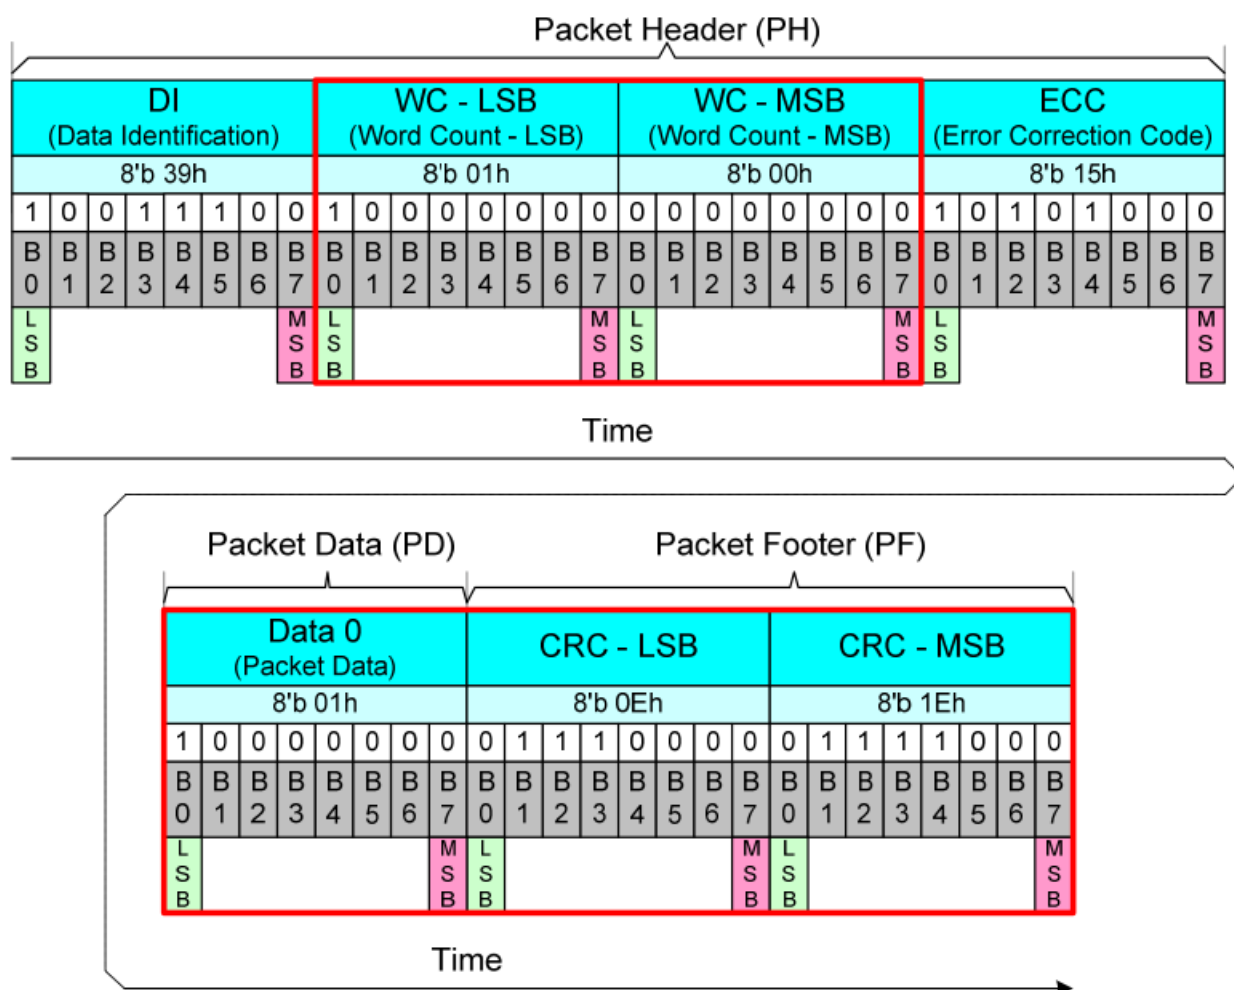 Packet Header (PH)
DI WC - LSB WC - MSB ECC
(Data Identification) (Word Count - LSB) (Word Count - MSB) (Error Correction Code)
8'b 39h 8'b 01h 8'b 00h 8'b 15h
1 0 0 1 1 1 0 0 1 0 0 0 0 0 0 0 0 0 0 0 0 0 0 0 1 0 1 0 1 0 0 0
B B B B B B B B B B B B B B B B B B B B B B B B B B B B B B B B
0 1 2 3 4 5 6 7 0 1 2 3 4 5 6 7 0 1 2 3 4 5 6 7 0 1 2 3 4 5 6 7
L M L M L M L M
S S S S S S S S
B B B B B B B B
Time
Packet Data (PD) Packet Footer (PF)
Data 0 CRC - LSB CRC - MSB
(Packet Data)
8'b 01h 8'b 0Eh 8'b 1Eh
1 0 0 0 0 0 0 0 0 1 1 1 0 0 0 0 0 1 1 1 1 0 0 0
B B B B B B B B B B B B B B B B B B B B B B B B
0 1 2 3 4 5 6 7 0 1 2 3 4 5 6 7 0 1 2 3 4 5 6 7
L M L M L M
S S S S S S
B B B B B B
Time